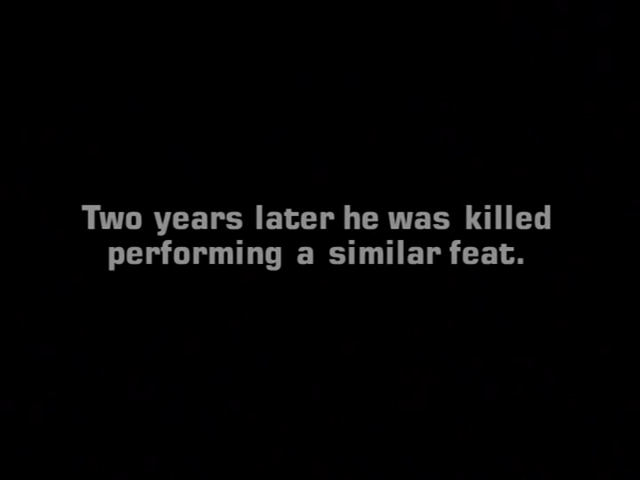 Two years later he was killed
performing a similar feat.